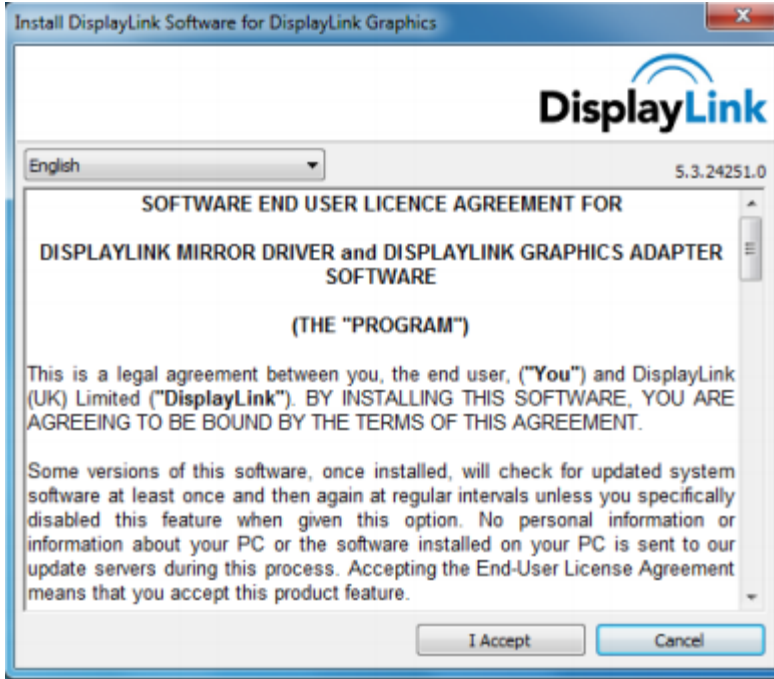 Install DisplayLink Software for DisplayLink Graphics
DisplayLink
English
5.3.24251.0
SOFTWARE END USER LICENCE AGREEMENT FOR
DISPLAYLINK MIRROR DRIVER and DISPLAYLINK GRAPHICS ADAPTER
SOFTWARE
(THE "PROGRAM")
This is a legal agreement between you, the end user, ("You") and DisplayLink
(UK) Limited ("DisplayLink"). BY INSTALLING THIS SOFTWARE, YOU ARE
AGREEING TO BE BOUND BY THE TERMS OF THIS AGREEMENT.
Some versions of this software, once installed, will check for updated system
software at least once and then again at regular intervals unless you specifically
disabled this feature when given this option. No personal information or
information about your PC or the software installed on your PC is sent to our
update servers during this process. Accepting the End-User License Agreement
means that you accept this product feature.
I Accept
Cancel